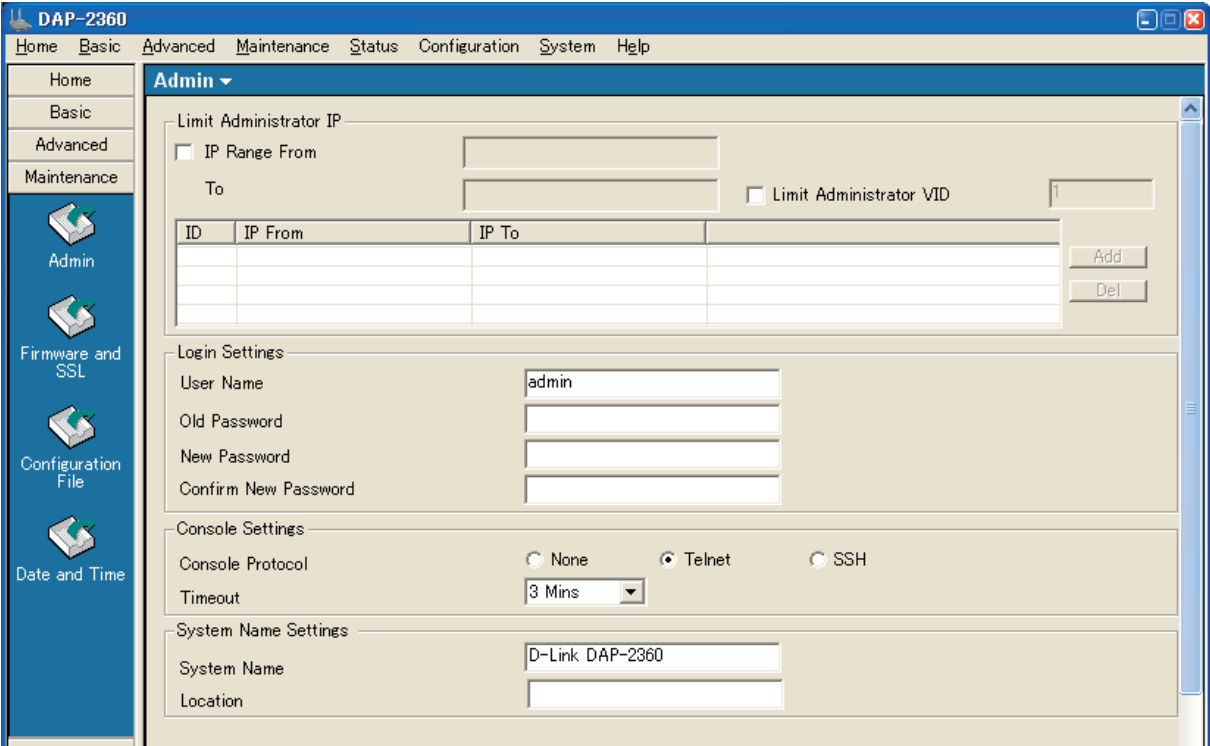 DAP-2360
Home Basic Advanced Maintenance Status Configuration System Help
Home
Basic
Advanced
Maintenance
Admin
Firmware and
SSL
Configuration
File
Date and Time
Admin
Limit Administrator IP
IP Range From
To
Limit Administrator VID 1
ID IP From IP To
Add
Del
Login Settings
User Name admin
Old Password
New Password
Confirm New Password
Console Settings
Console Protocol None Telnet SSH
Timeout 3 Mins
System Name Settings
System Name D-Link DAP-2360
Location